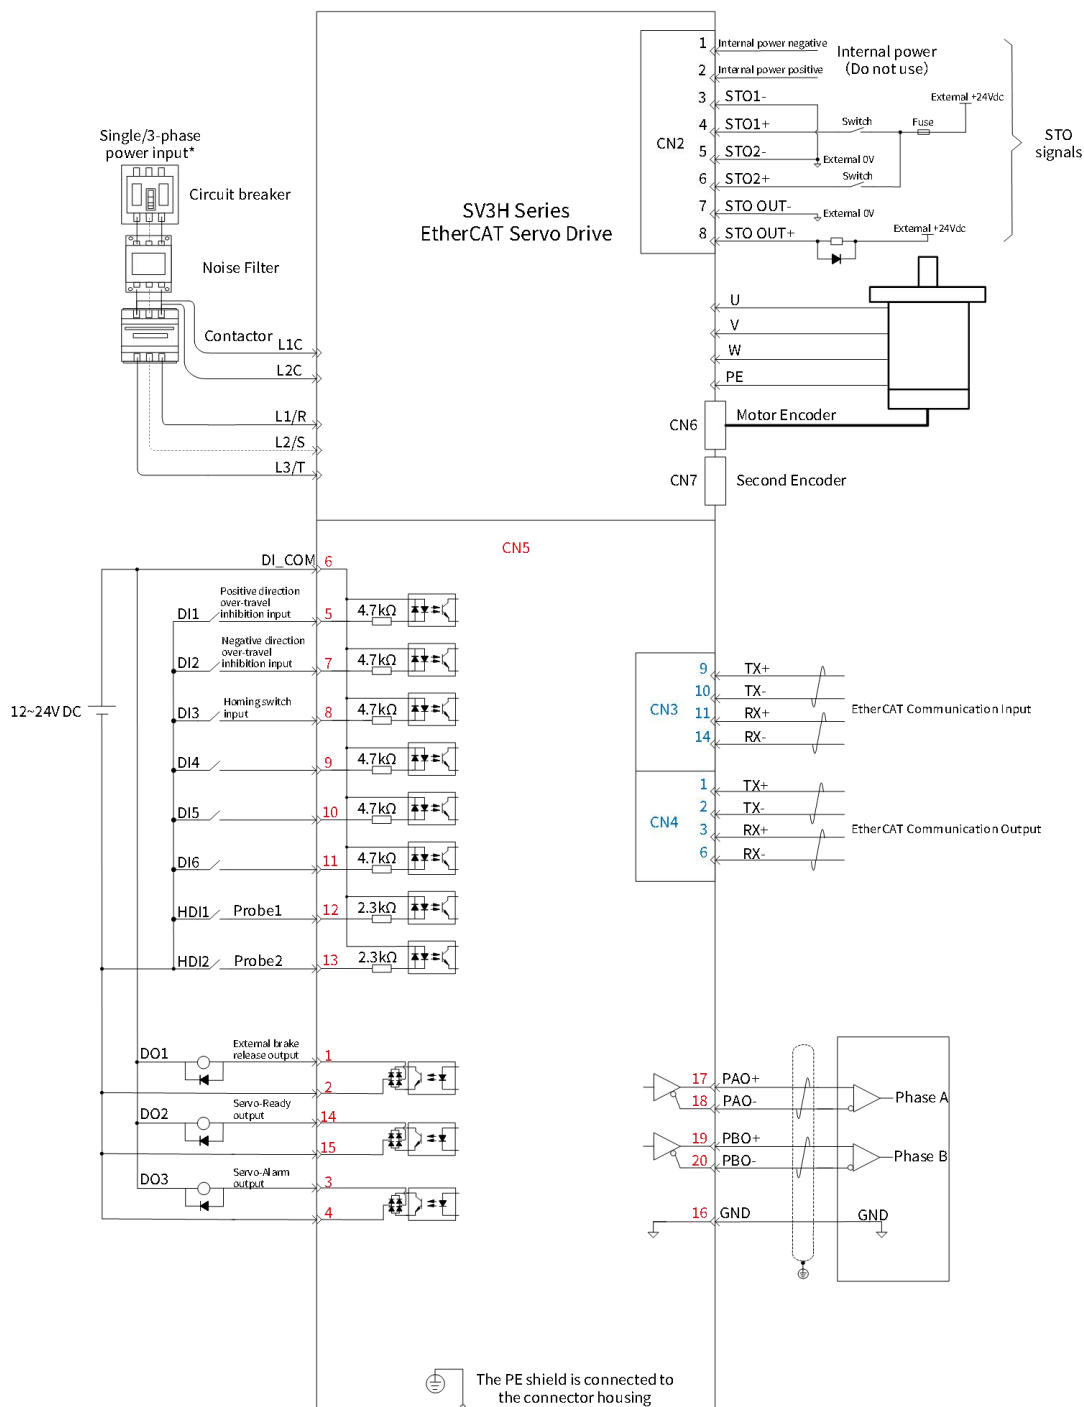 Single/3-phase
power input*
Circuit breaker
Noise Filter
Contactor
L1C
L2C
L1/R
L2/S
L3/T
SV3H Series
EtherCAT Servo Drive
CN2
1 Internal power negative
2 Internal power positive
Internal power
(Do not use)
3 STO1-
4 STO1+ Switch Fuse External +24Vdc
5 STO2- External 0V
6 STO2+ Switch
7 STO OUT- External 0V
8 STO OUT+ External +24Vdc
STO
signals
U
V
W
PE
CN6 Motor Encoder
CN7 Second Encoder
CN5
12~24V DC
DI_COM 6
DI1 Positive direction
over-travel
inhibition input 5 4.7kΩ
DI2 Negative direction
over-travel
inhibition input 7 4.7kΩ
DI3 Homing switch
input 8 4.7kΩ
DI4 9 4.7kΩ
DI5 10 4.7kΩ
DI6 11 4.7kΩ
HDI1 Probe1 12 2.3kΩ
HDI2 Probe2 13 2.3kΩ
DO1 External brake
release output 1
2
DO2 Servo-Ready
output 14
15
DO3 Servo-Alarm
output 3
4
CN3
9 TX+
10 TX-
11 RX+
14 RX-
EtherCAT Communication Input
CN4
1 TX+
2 TX-
3 RX+
6 RX-
EtherCAT Communication Output
17 PAO+
18 PAO-
Phase A
19 PBO+
20 PBO-
Phase B
16 GND
GND
The PE shield is connected to
the connector housing